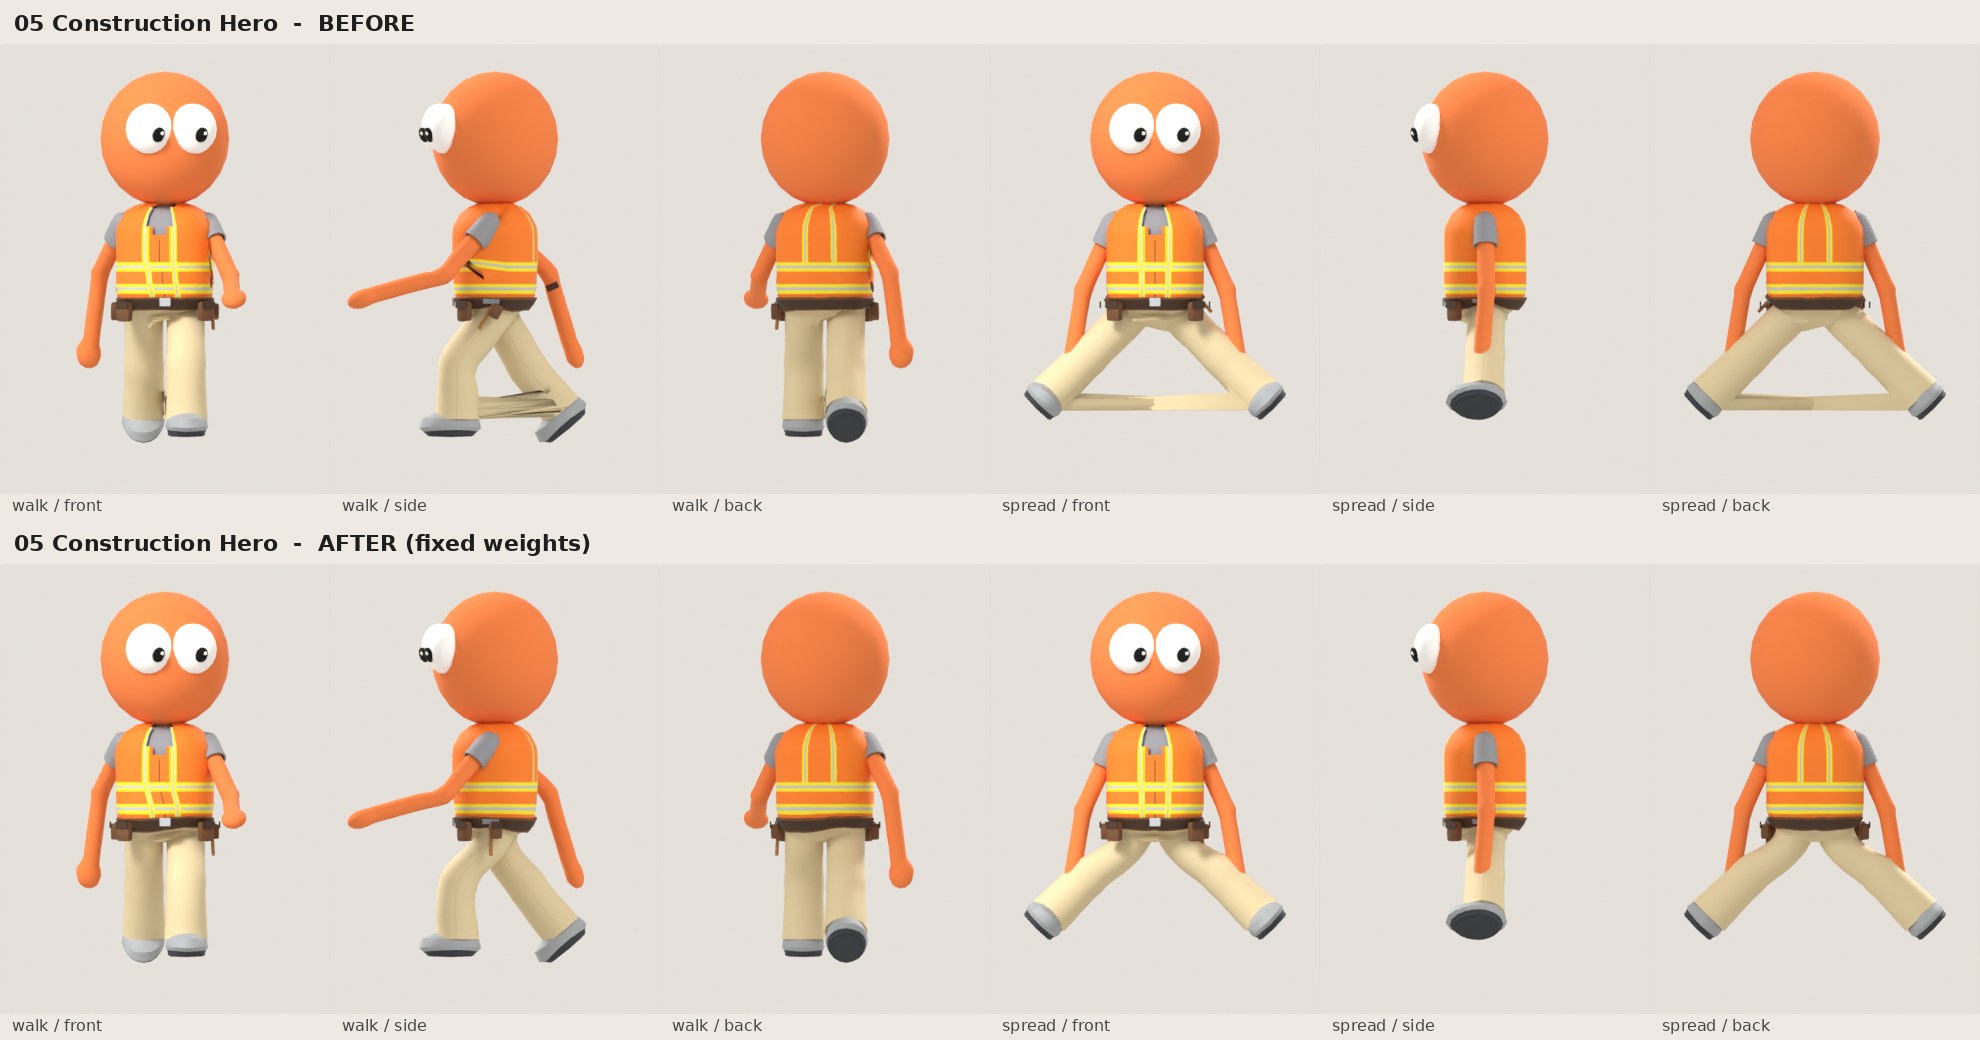 05 Construction Hero - BEFORE
walk / front
walk / side
walk / back
spread / front
spread / side
spread / back
05 Construction Hero - AFTER (fixed weights)
walk / front
walk / side
walk / back
spread / front
spread / side
spread / back